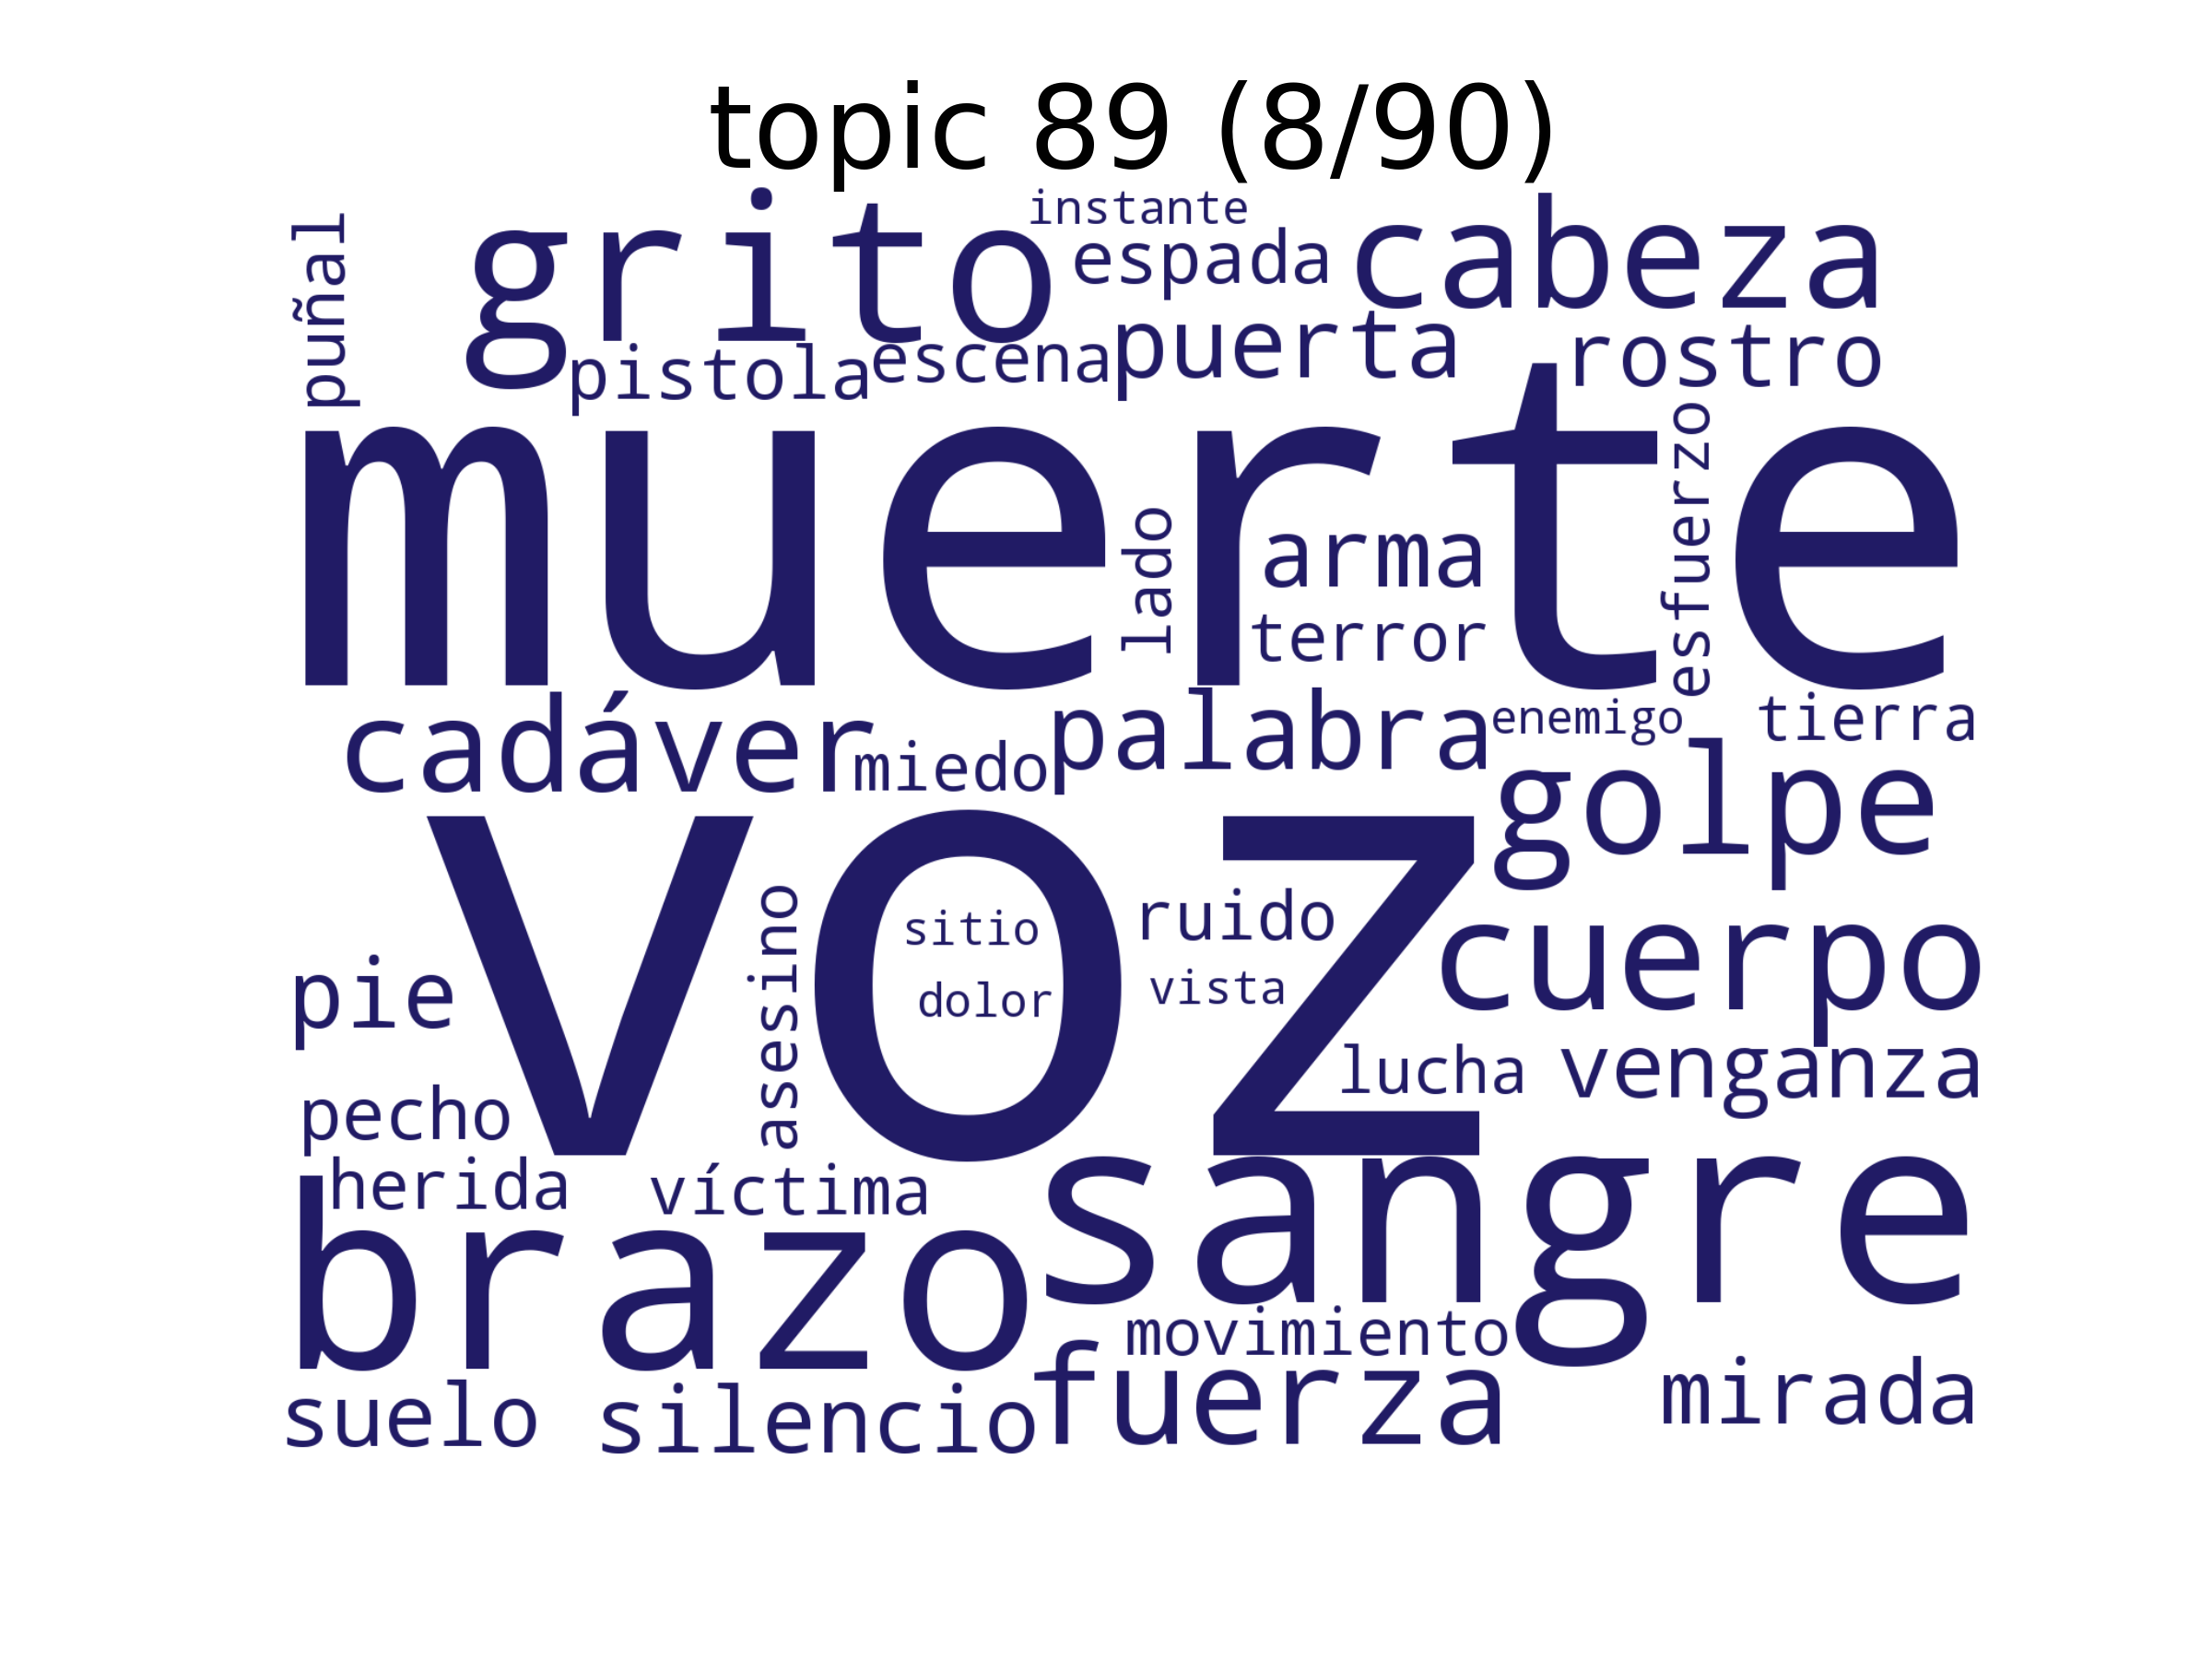 topic 89 (8/90)
instante
puñal
grito
espada
cabeza
pistola
escena
puerta
rostro
muerte
lado
arma
esfuerzo
terror
cadáver
miedo
palabra
enemigo
tierra
golpe
voz
sitio
ruido
dolor
vista
asesino
cuerpo
pie
lucha
venganza
pecho
herida
víctima
sangre
brazo
movimiento
suelo
silencio
fuerza
mirada